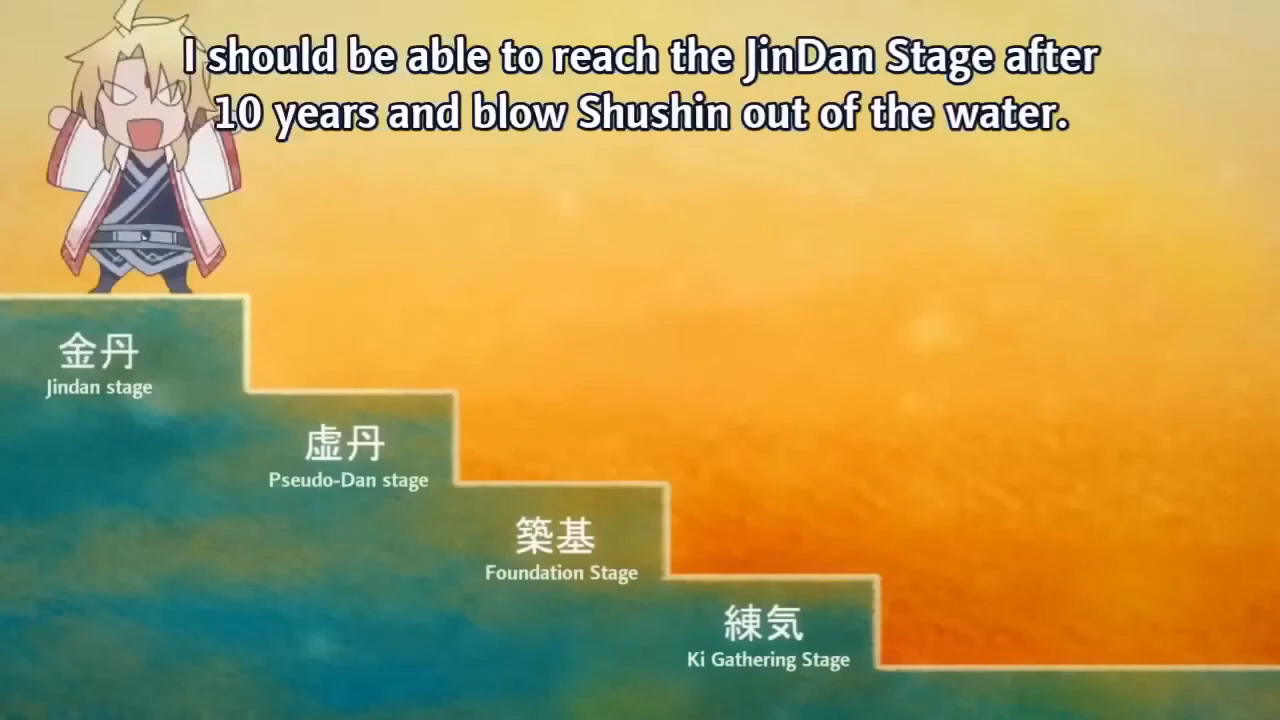 I should be able to reach the JinDan Stage after
10 years and blow Shushin out of the water.
金丹
Jindan stage
虚丹
Pseudo-Dan stage
築基
Foundation Stage
練気
Ki Gathering Stage